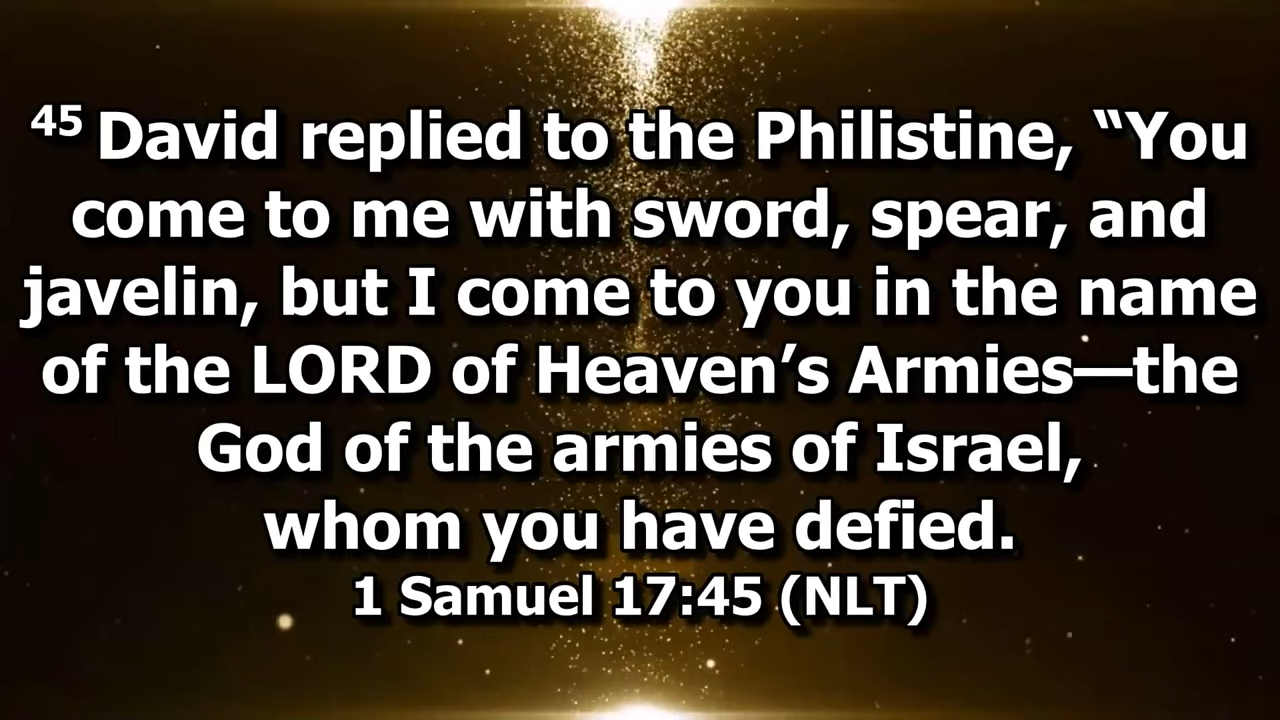 45 David replied to the Philistine, “You
come to me with sword, spear, and
javelin, but I come to you in the name
of the LORD of Heaven’s Armies—the
God of the armies of Israel,
whom you have defied.
1 Samuel 17:45 (NLT)